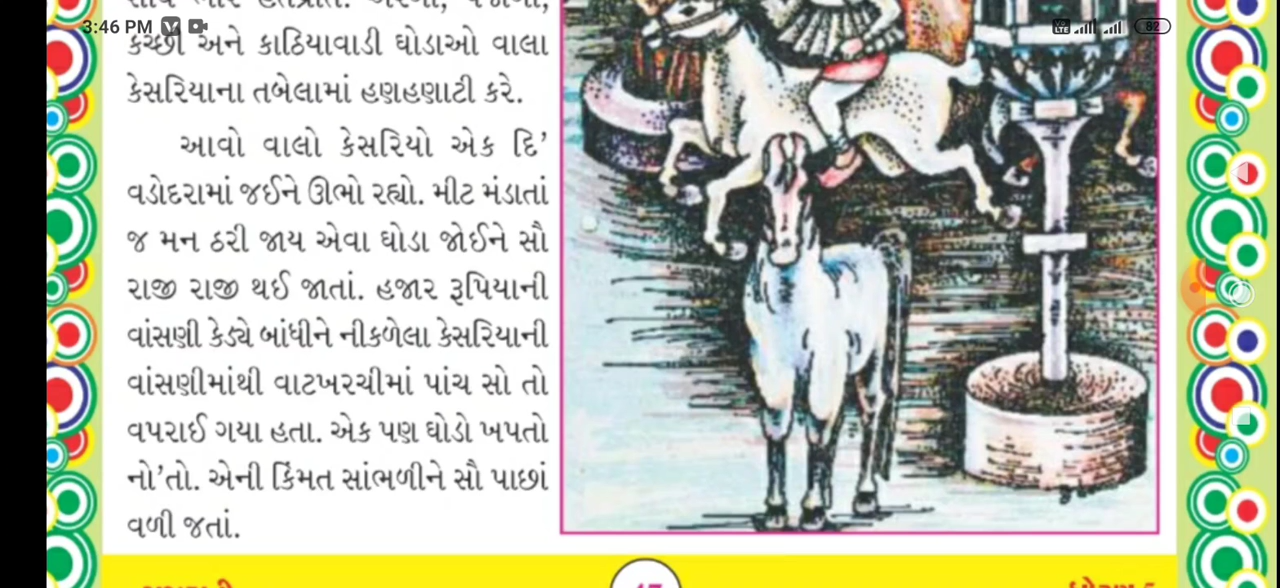 3:46 PM
82
કચ્છી અને કાઠિયાવાડી ઘોડાઓ વાલા
કેસરિયાના તબેલામાં હણહણાટી કરે.
આવો વાલો કેસરિયો એક દિ'
વડોદરામાં જઈને ઊભો રહ્યો. મીટ મંડાતાં
જ મન ઠરી જાય એવા ઘોડા જોઈને સૌ
રાજી રાજી થઈ જાતાં. હજાર રૂપિયાની
વાંસણી કેડ્યે બાંધીને નીકળેલા કેસરિયાની
વાંસણીમાંથી વાટખરચીમાં પાંચ સો તો
વપરાઈ ગયા હતા. એક પણ ઘોડો ખપતો
નો'તો. એની કિંમત સાંભળીને સૌ પાછાં
વળી જતાં.